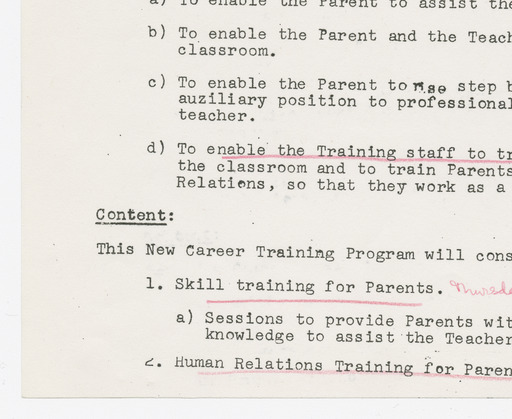 a) To enable the Parent to assist the
b) To enable the Parent and the Teach
classroom.
c) To enable the Parent to rise step b
auziliary position to professional
teacher.
d) To enable the Training staff to tr
the classroom and to train Parents
Relations, so that they work as a
Content:
This New Career Training Program will cons
1. Skill training for Parents. Thursda
a) Sessions to provide Parents wit
knowledge to assist the Teacher
2. Human Relations Training for Paren